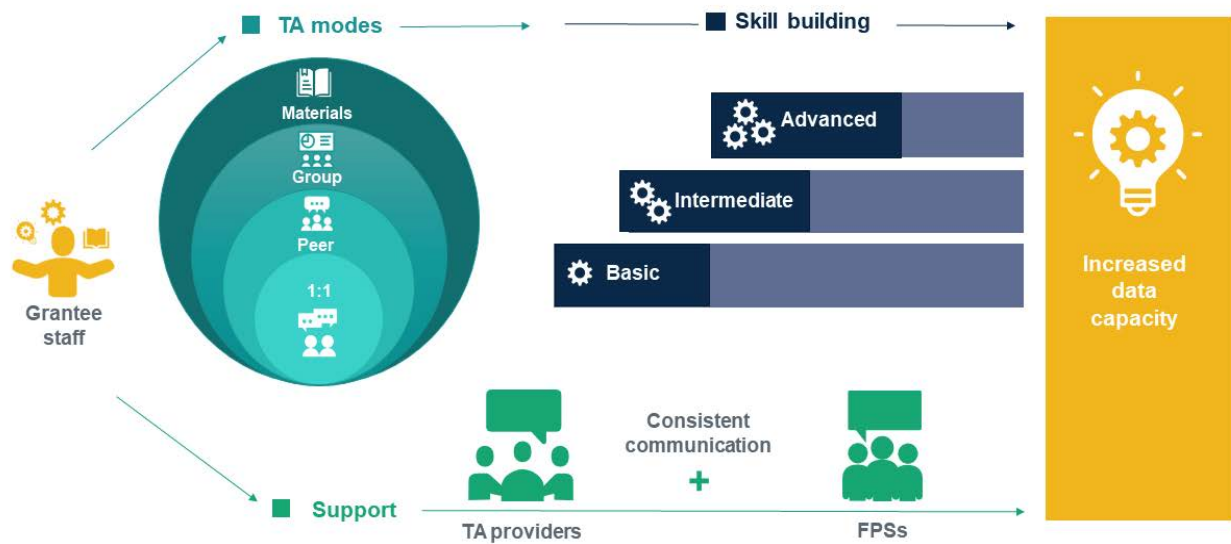 TA modes
Skill building
Materials
Group
Peer
1:1
Grantee
staff
Advanced
Intermediate
Basic
Increased
data
capacity
Consistent
communication
+
Support
TA providers
FPSs